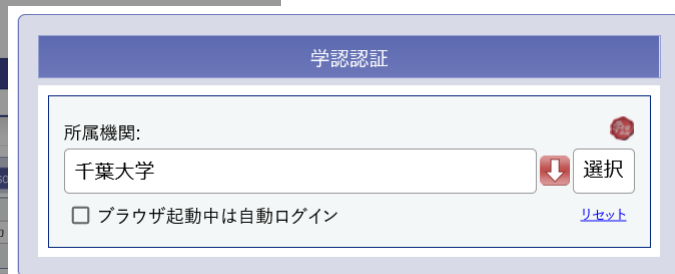 学認認証
所属機関:
千葉大学
選択
ブラウザ起動中は自動ログイン
リセット